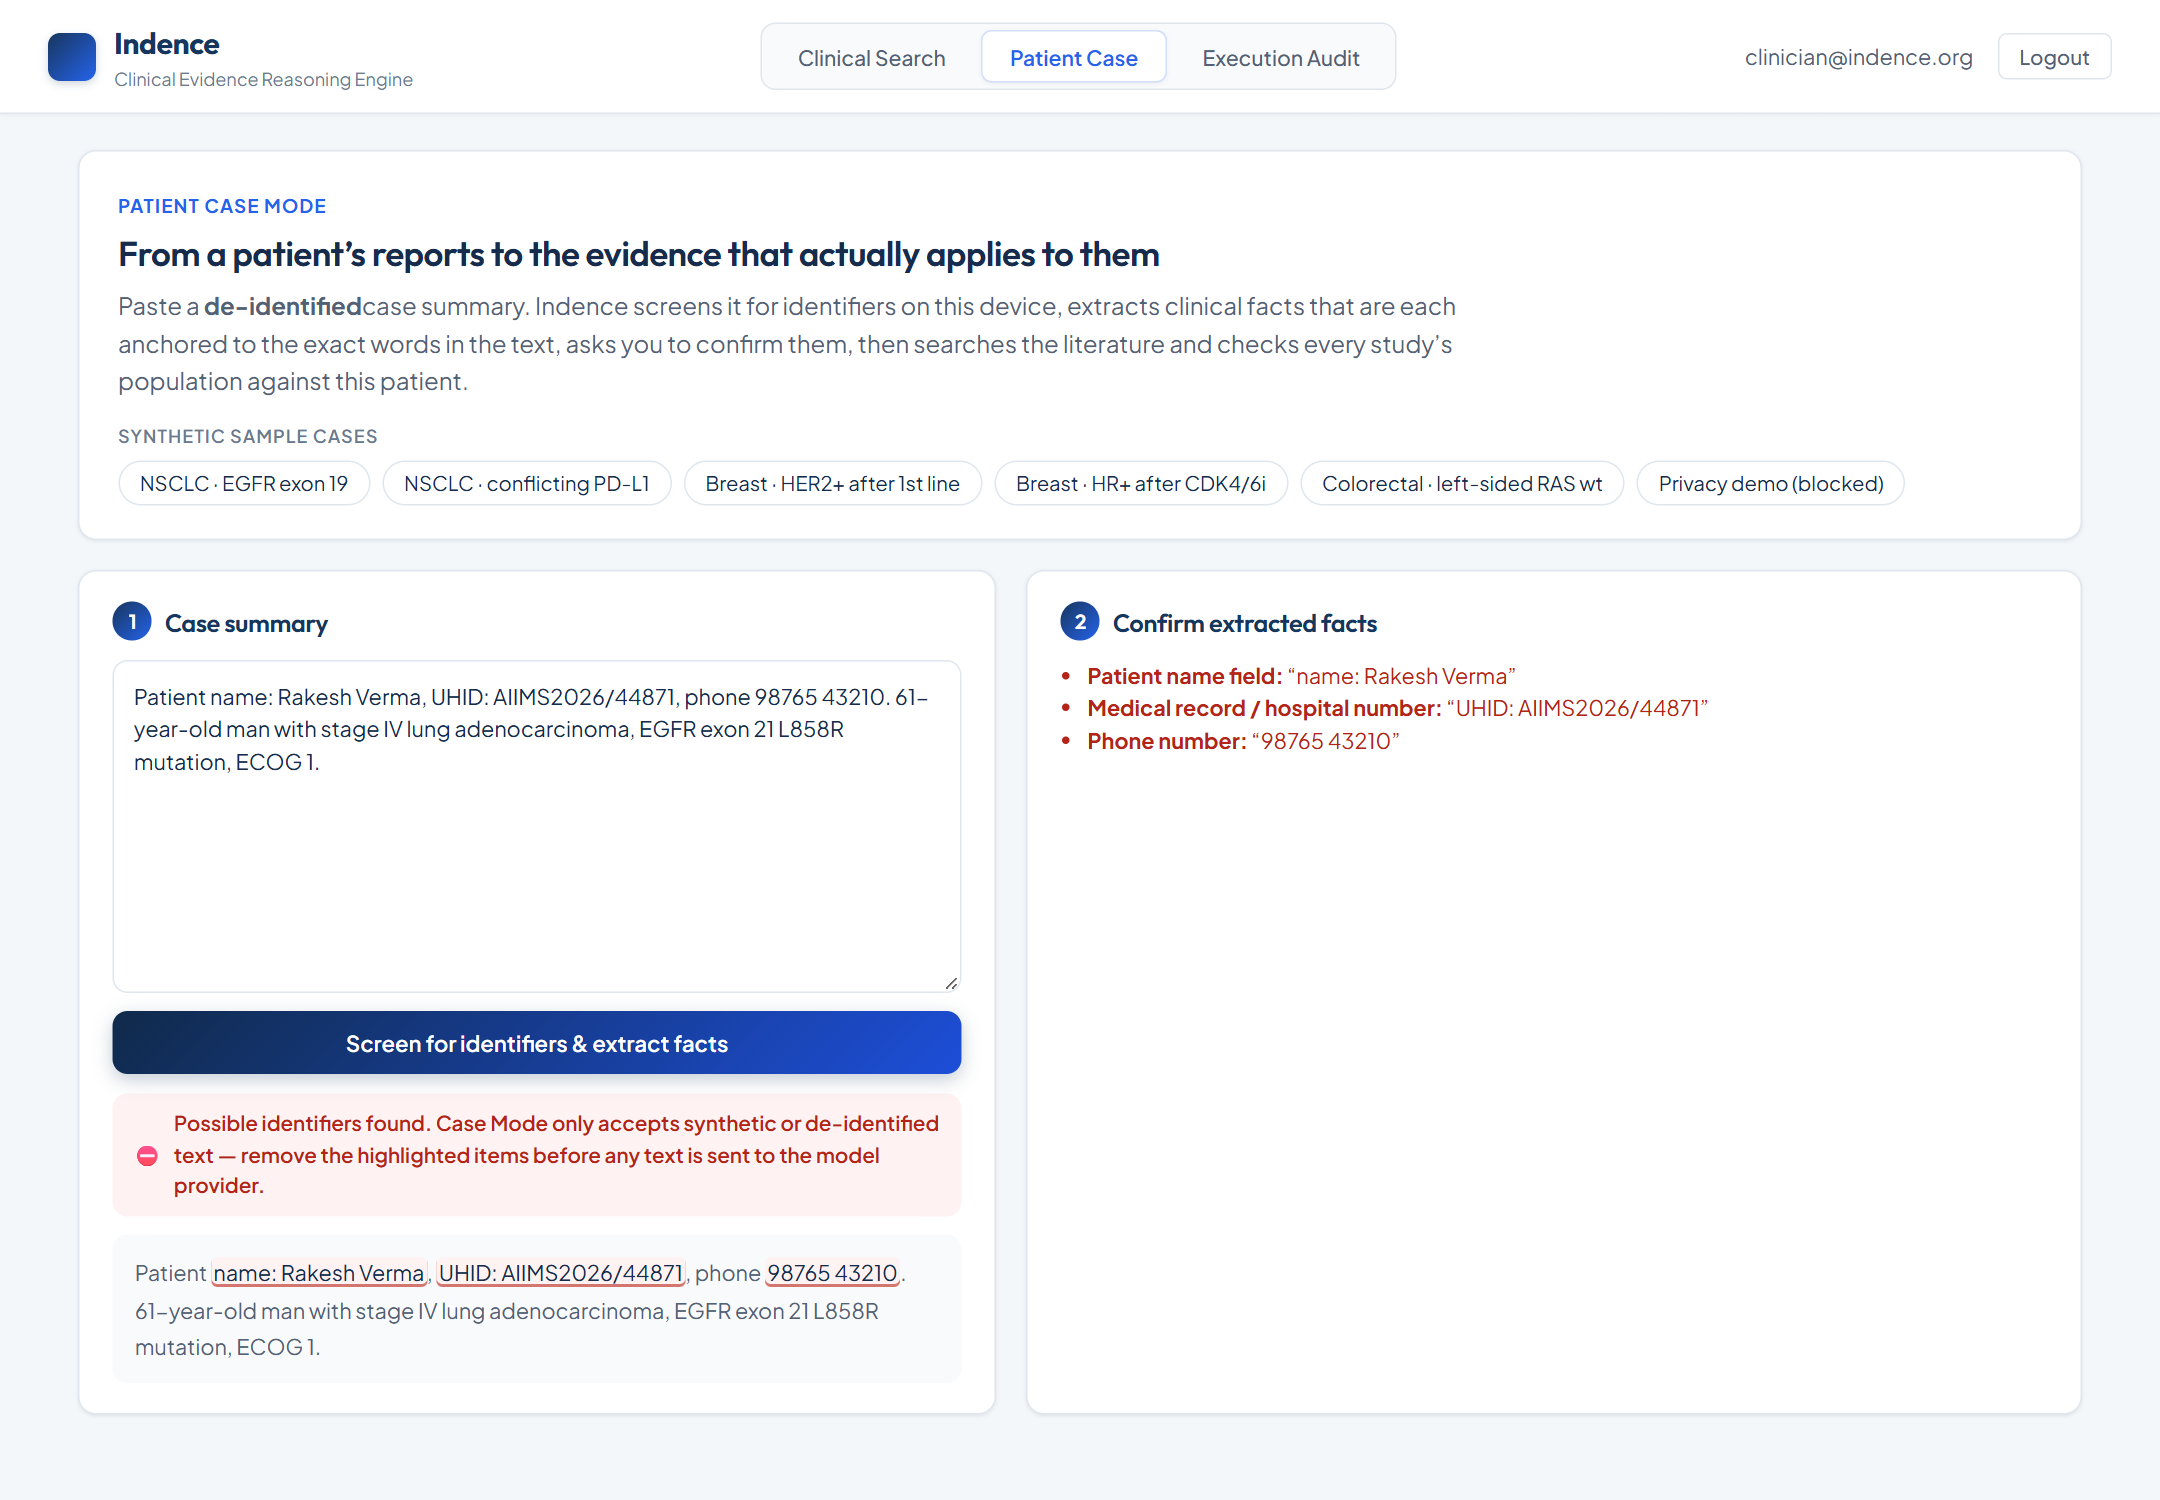 Indence
Clinical Evidence Reasoning Engine
Clinical Search
Patient Case
Execution Audit
clinician@indence.org
Logout
PATIENT CASE MODE
From a patient’s reports to the evidence that actually applies to them
Paste a de-identifiedcase summary. Indence screens it for identifiers on this device, extracts clinical facts that are each
anchored to the exact words in the text, asks you to confirm them, then searches the literature and checks every study’s
population against this patient.
SYNTHETIC SAMPLE CASES
NSCLC · EGFR exon 19
NSCLC · conflicting PD-L1
Breast · HER2+ after 1st line
Breast · HR+ after CDK4/6i
Colorectal · left-sided RAS wt
Privacy demo (blocked)
1 Case summary
Patient name: Rakesh Verma, UHID: AIIMS2026/44871, phone 98765 43210. 61-
year-old man with stage IV lung adenocarcinoma, EGFR exon 21 L858R
mutation, ECOG 1.
Screen for identifiers & extract facts
Possible identifiers found. Case Mode only accepts synthetic or de-identified
text — remove the highlighted items before any text is sent to the model
provider.
Patient name: Rakesh Verma, UHID: AIIMS2026/44871, phone 98765 43210.
61-year-old man with stage IV lung adenocarcinoma, EGFR exon 21 L858R
mutation, ECOG 1.
2 Confirm extracted facts
• Patient name field: “name: Rakesh Verma”
• Medical record / hospital number: “UHID: AIIMS2026/44871”
• Phone number: “98765 43210”